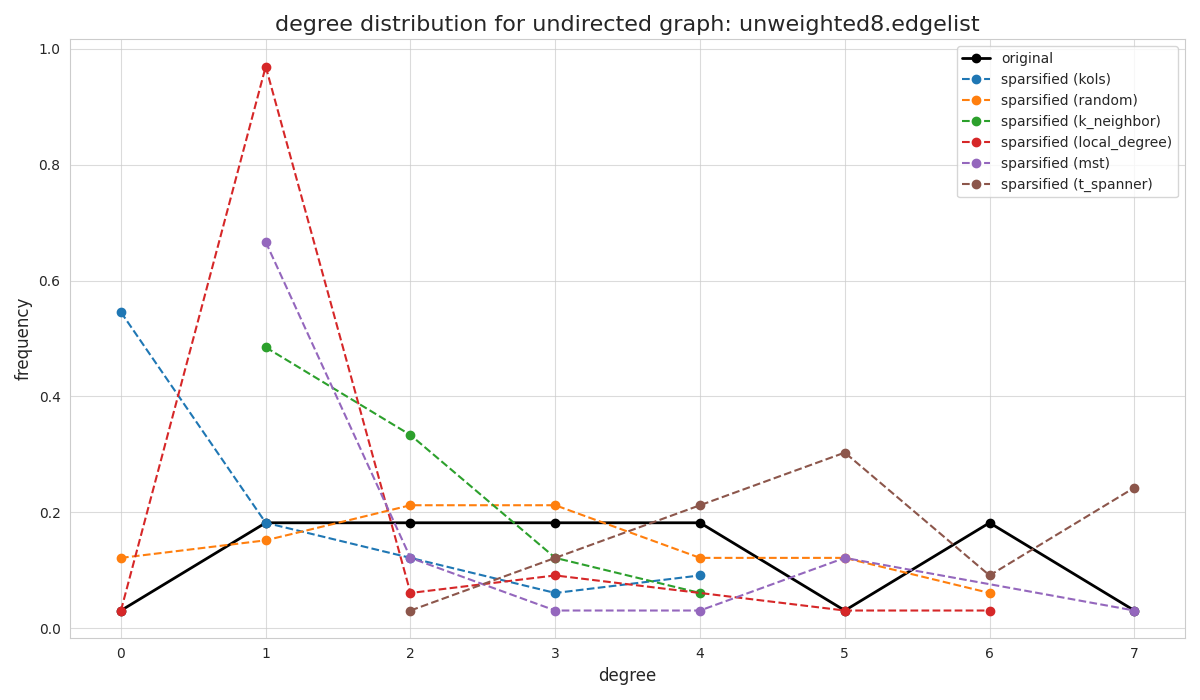 degree distribution for undirected graph: unweighted8.edgelist
original
sparsified (kols)
sparsified (random)
sparsified (k_neighbor)
sparsified (local_degree)
sparsified (mst)
sparsified (t_spanner)
frequency
1.0
0.8
0.6
0.4
0.2
0.0
0 1 2 3 4 5 6 7
degree